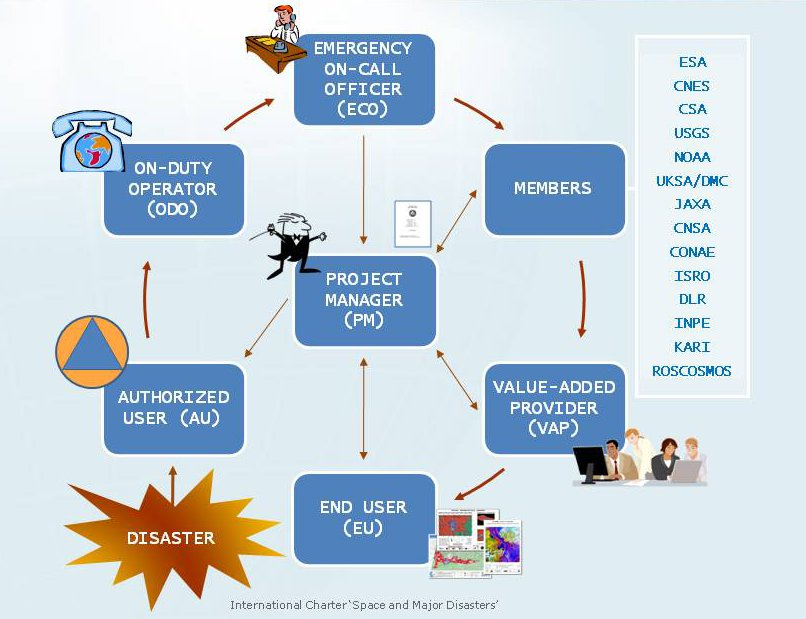 EMERGENCY
ON-CALL
OFFICER
(ECO)
ON-DUTY
OPERATOR
(ODO)
MEMBERS
ESA
CNES
CSA
USGS
NOAA
UKSA/DMC
JAXA
CNSA
CONAE
ISRO
DLR
INPE
KARI
ROSCOSMOS
PROJECT
MANAGER
(PM)
AUTHORIZED
USER (AU)
VALUE-ADDED
PROVIDER
(VAP)
END USER
(EU)
DISASTER
International Charter 'Space and Major Disasters'